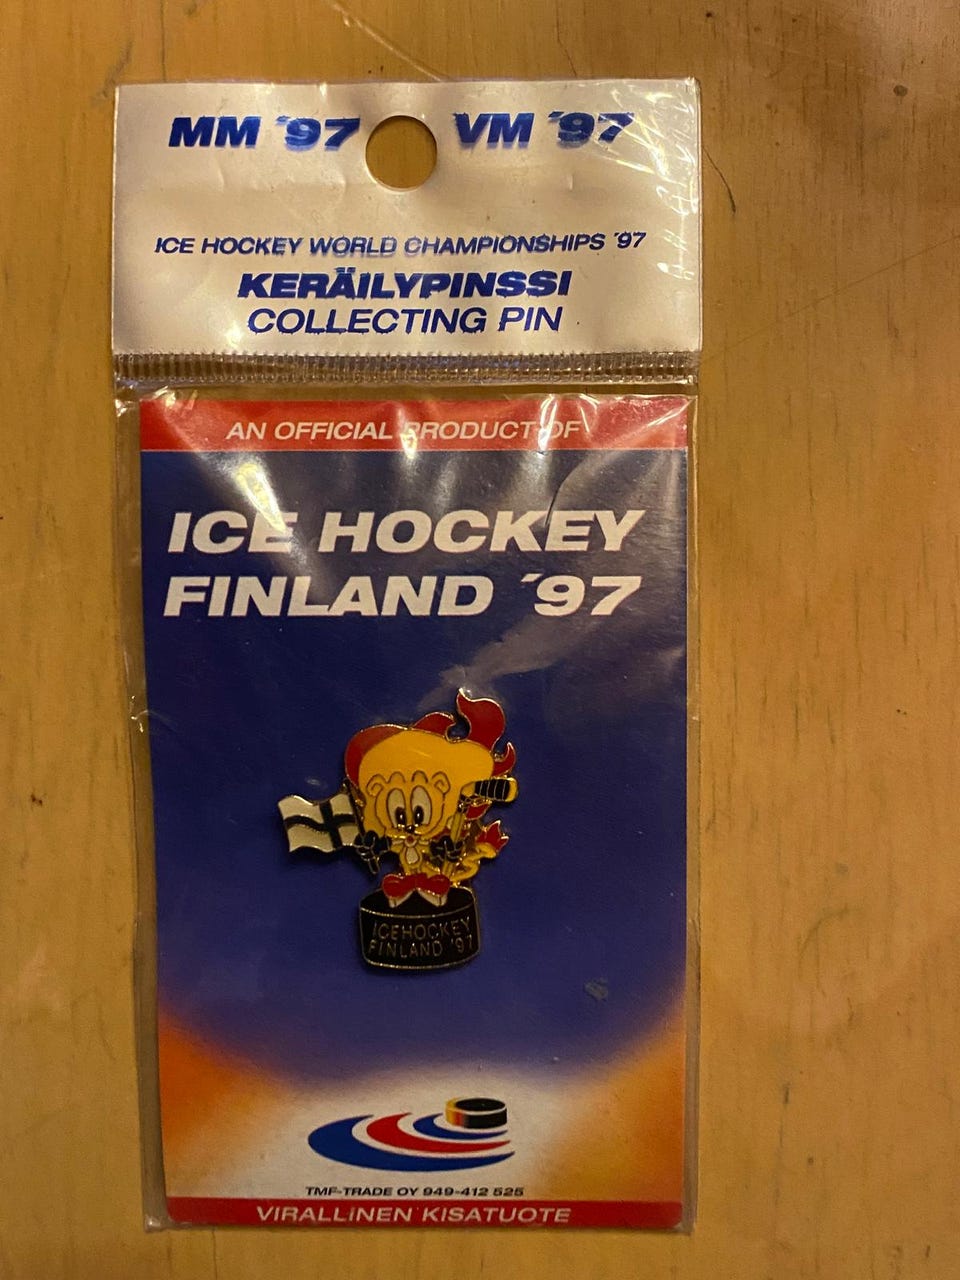 MM ´97 VM ´97
ICE HOCKEY WORLD CHAMPIONSHIPS ´97
KERÄILYPINSSI
COLLECTING PIN
AN OFFICIAL PRODUCT OF
ICE HOCKEY
FINLAND ´97
ICEHOCKEY
FINLAND '97
TMF-TRADE OY 949-412 525
VIRALLINEN KISATUOTE